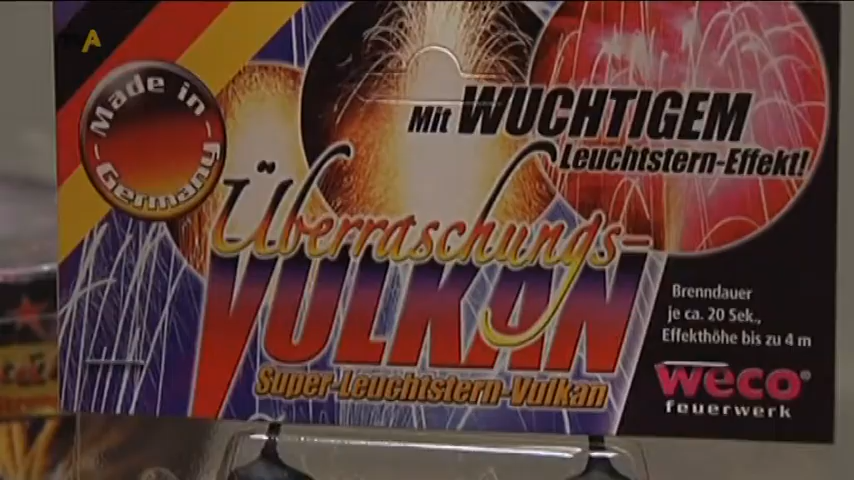 A
Made in
Germany
Mit WUCHTIGEM
Leuchtstern-Effekt!
Überraschungs-
VULKAN
Super-Leuchtstern-Vulkan
Brenndauer
je ca. 20 Sek.,
Effekthöhe bis zu 4 m
weco®
feuerwerk